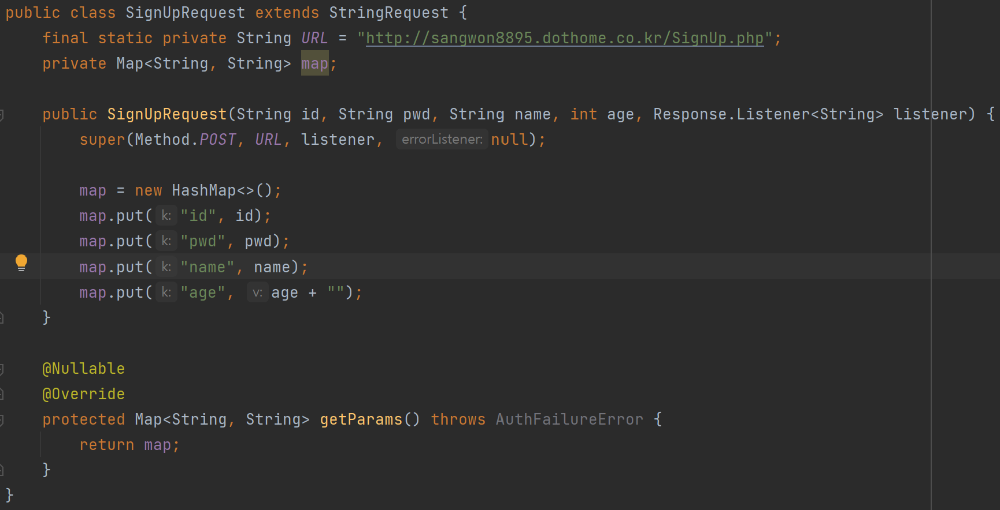 public class SignUpRequest extends StringRequest {
final static private String URL = "http://sangwon8895.dothome.co.kr/SignUp.php";
private Map<String, String> map;
public SignUpRequest(String id, String pwd, String name, int age, Response.Listener<String> listener) {
super(Method.POST, URL, listener, errorListener: null);
map = new HashMap<>();
map.put( k: "id", id);
map.put( k: "pwd", pwd);
map.put( k: "name", name);
map.put( k: "age", v: age + "");
}
@Nullable
@Override
protected Map<String, String> getParams() throws AuthFailureError {
return map;
}
}